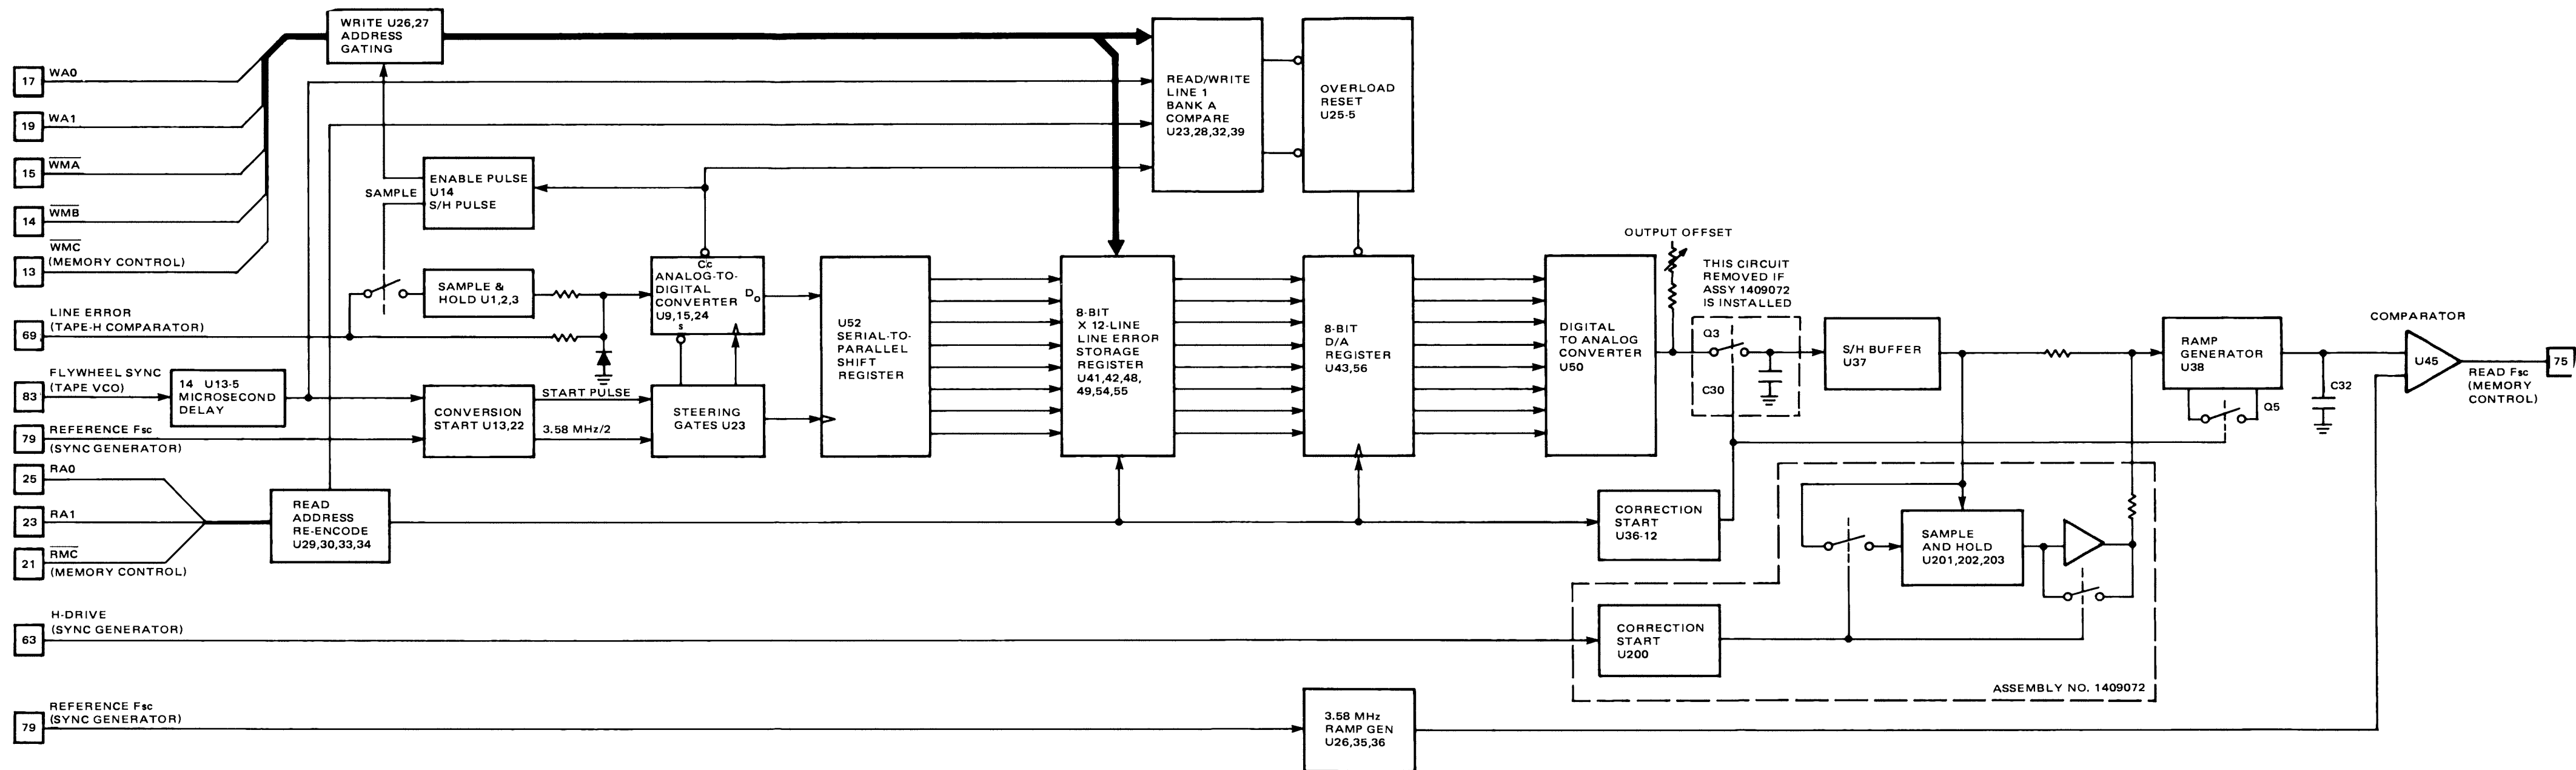 WRITE U26,27
ADDRESS
GATING
17
WA0
19
WA1
15
WMA
14
WMB
WMC
(MEMORY CONTROL)
13
READ/WRITE
LINE 1
BANK A
COMPARE
U23,28,32,39
OVERLOAD
RESET
U25-5
SAMPLE
ENABLE PULSE
U14
S/H PULSE
LINE ERROR
(TAPE-H COMPARATOR)
69
SAMPLE &
HOLD U1,2,3
Cc
ANALOG-TO-
DIGITAL
CONVERTER
U9,15,24
Do
s
U52
SERIAL-TO-
PARALLEL
SHIFT
REGISTER
8-BIT
X 12-LINE
LINE ERROR
STORAGE
REGISTER
U41,42,48,
49,54,55
8-BIT
D/A
REGISTER
U43,56
DIGITAL
TO ANALOG
CONVERTER
U50
OUTPUT OFFSET
THIS CIRCUIT
REMOVED IF
ASSY 1409072
IS INSTALLED
Q3
C30
S/H BUFFER
U37
RAMP
GENERATOR
U38
Q5
C32
COMPARATOR
U45
75
READ Fsc
(MEMORY
CONTROL)
FLYWHEEL SYNC
(TAPE VCO)
83
14 U13-5
MICROSECOND
DELAY
79
REFERENCE Fsc
(SYNC GENERATOR)
CONVERSION
START U13,22
START PULSE
3.58 MHz/2
STEERING
GATES U23
25
RA0
23
RA1
21
RMC
(MEMORY CONTROL)
READ
ADDRESS
RE-ENCODE
U29,30,33,34
CORRECTION
START
U36-12
SAMPLE
AND HOLD
U201,202,203
H-DRIVE
(SYNC GENERATOR)
63
CORRECTION
START
U200
ASSEMBLY NO. 1409072
REFERENCE Fsc
(SYNC GENERATOR)
79
3.58 MHz
RAMP GEN
U26,35,36